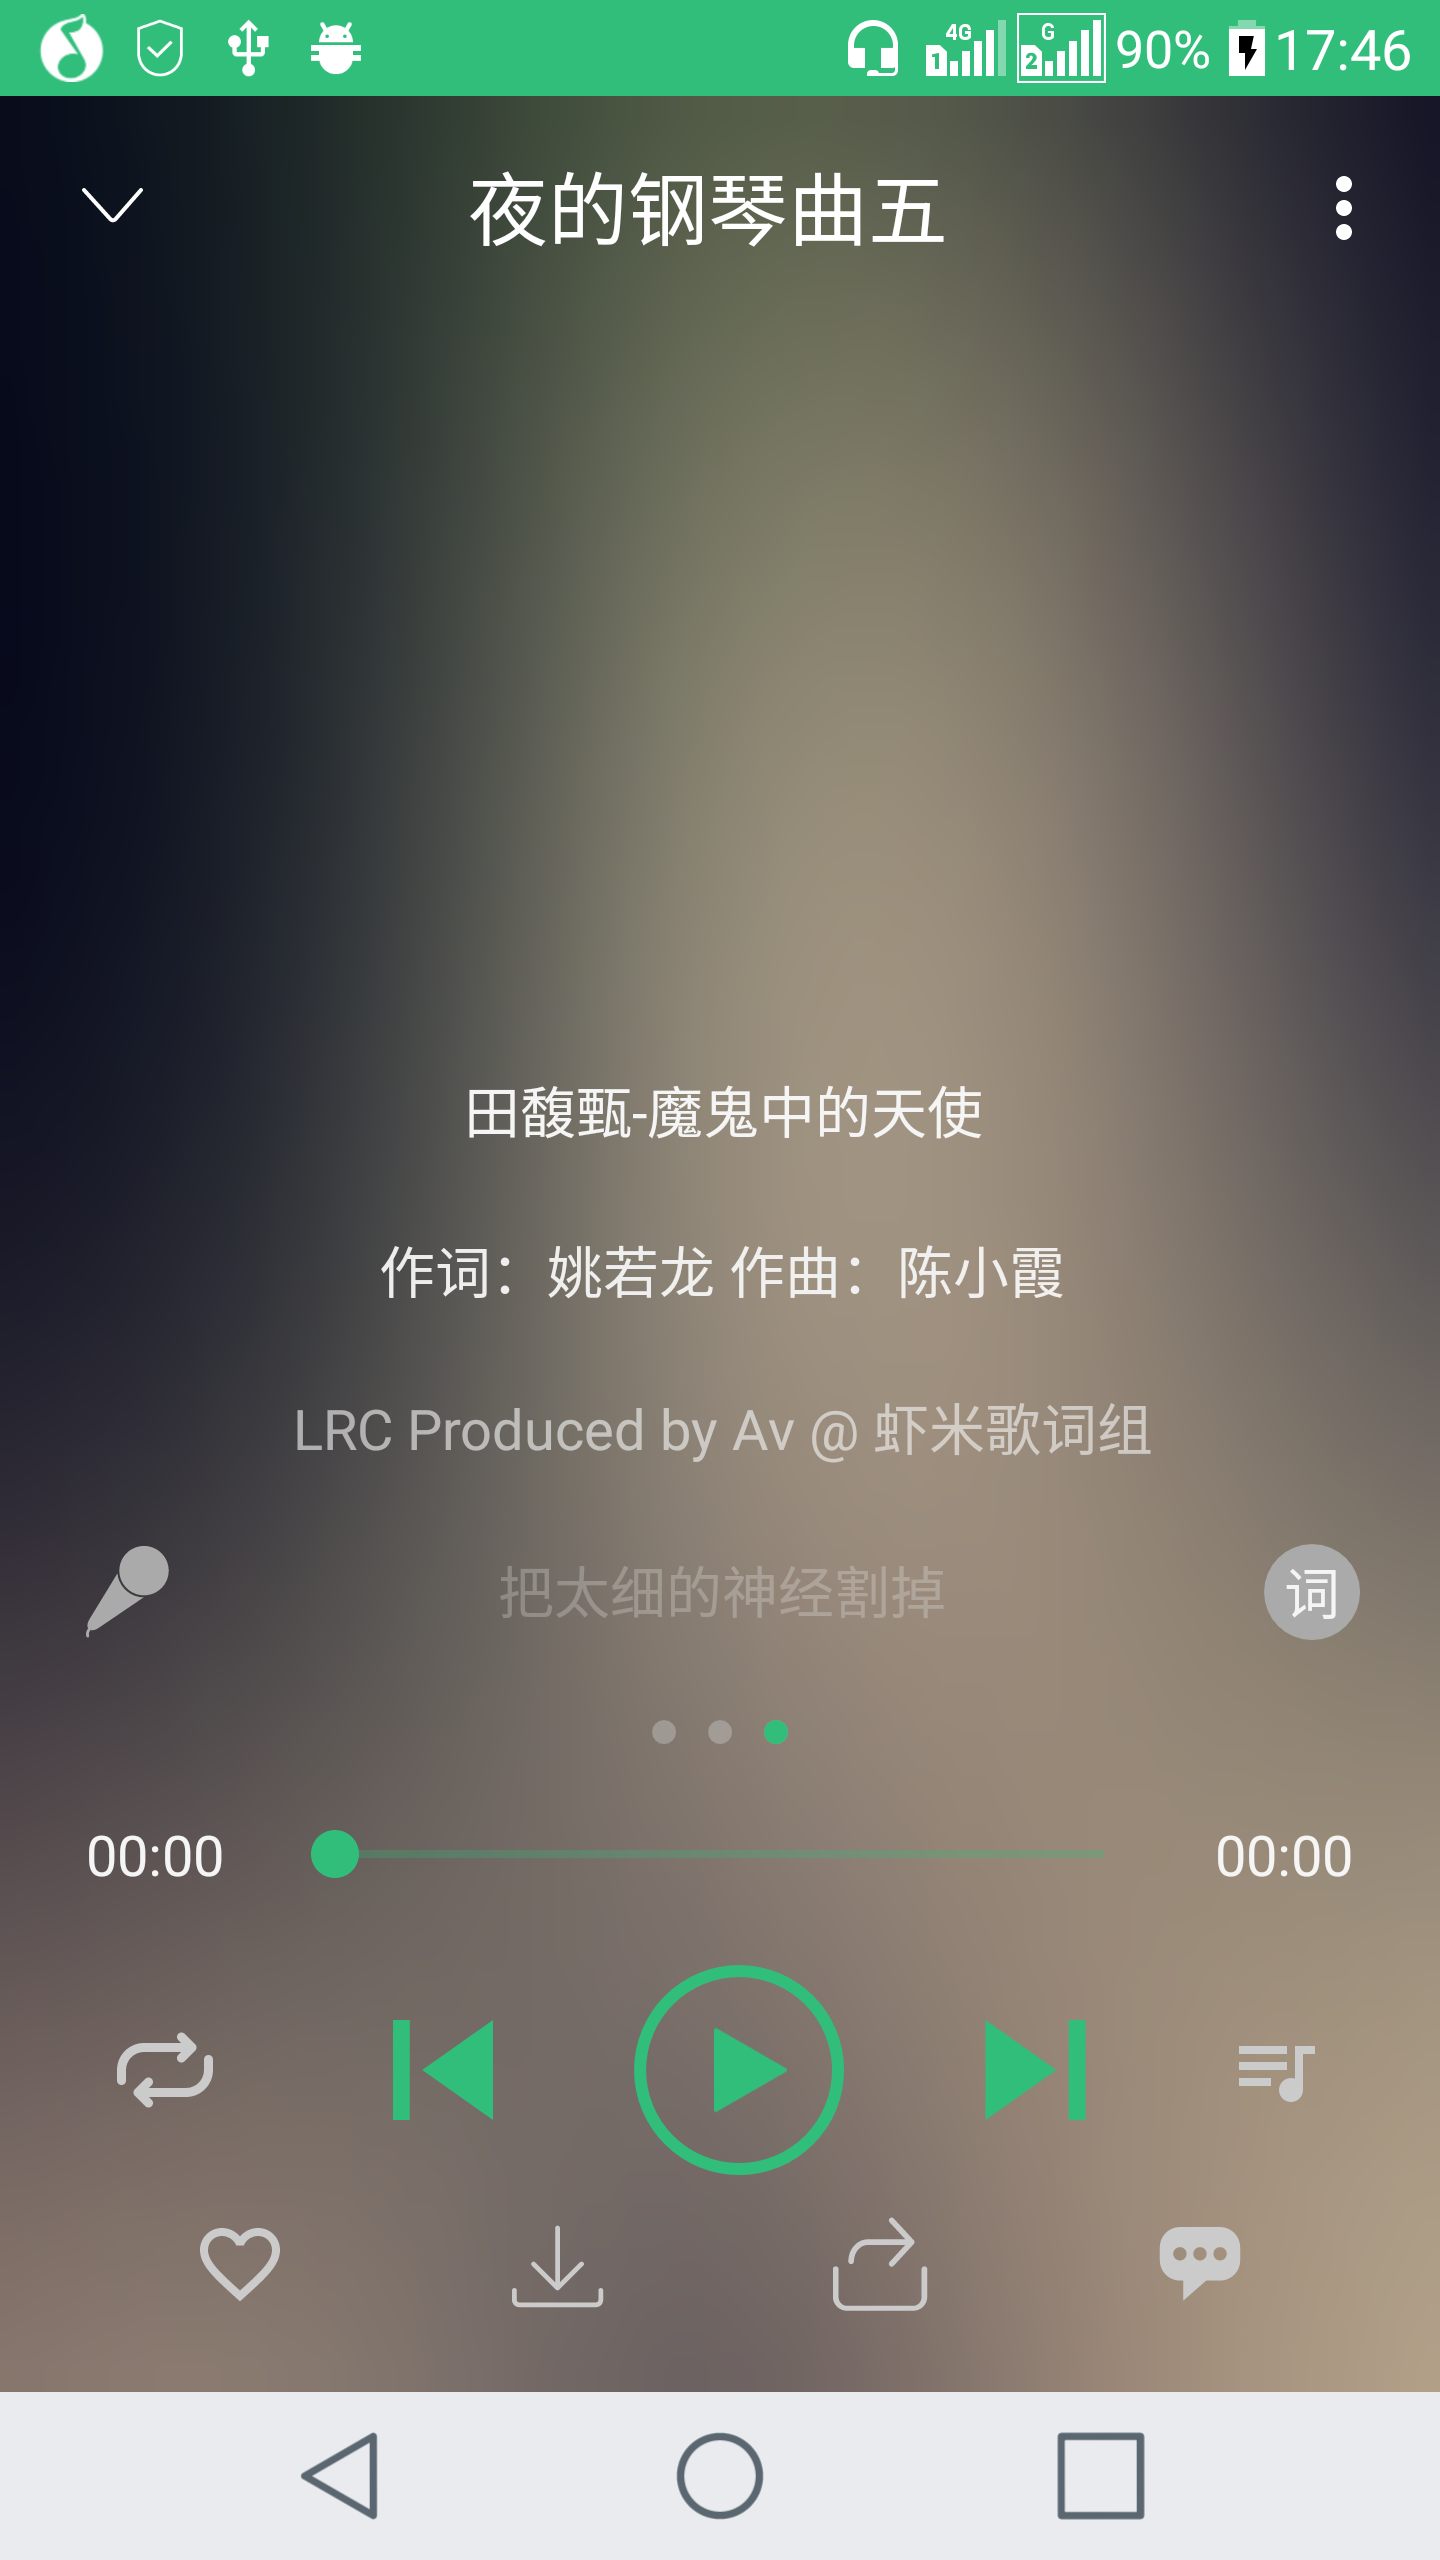 4G 1 G 2 90% 17:46
夜的钢琴曲五
田馥甄-魔鬼中的天使
作词：姚若龙 作曲：陈小霞
LRC Produced by Av @ 虾米歌词组
把太细的神经割掉
词
00:00 00:00